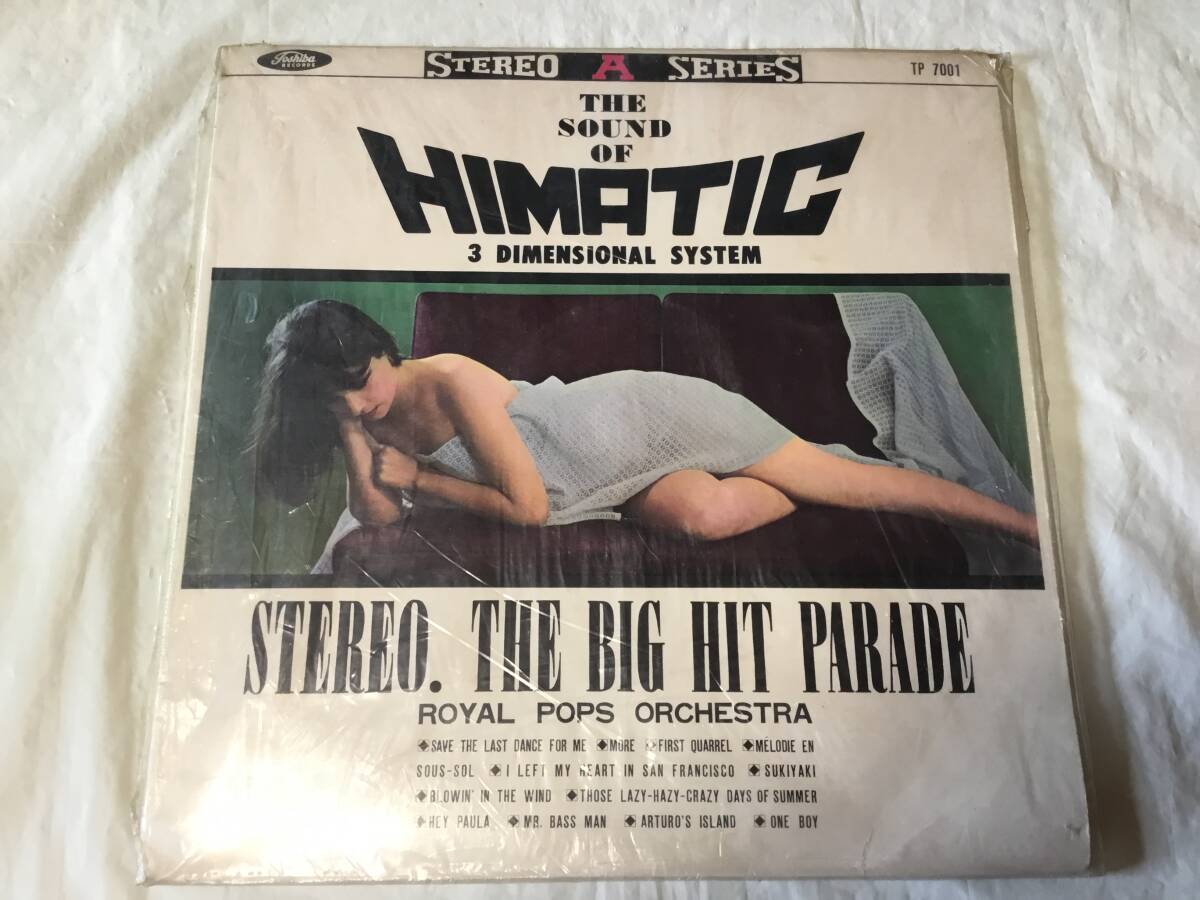 Toshiba
RECORDS
STEREO A SERIES
TP 7001
THE
SOUND
OF
HIMATIC
3 DIMENSIONAL SYSTEM
STEREO. THE BIG HIT PARADE
ROYAL POPS ORCHESTRA
◆SAVE THE LAST DANCE FOR ME ◆MORE ◆FIRST QUARREL ◆MÉLODIE EN
SOUS-SOL ◆I LEFT MY HEART IN SAN FRANCISCO ◆SUKIYAKI
◆BLOWIN' IN THE WIND ◆THOSE LAZY-HAZY-CRAZY DAYS OF SUMMER
◆HEY PAULA ◆MR. BASS MAN ◆ARTURO'S ISLAND ◆ONE BOY